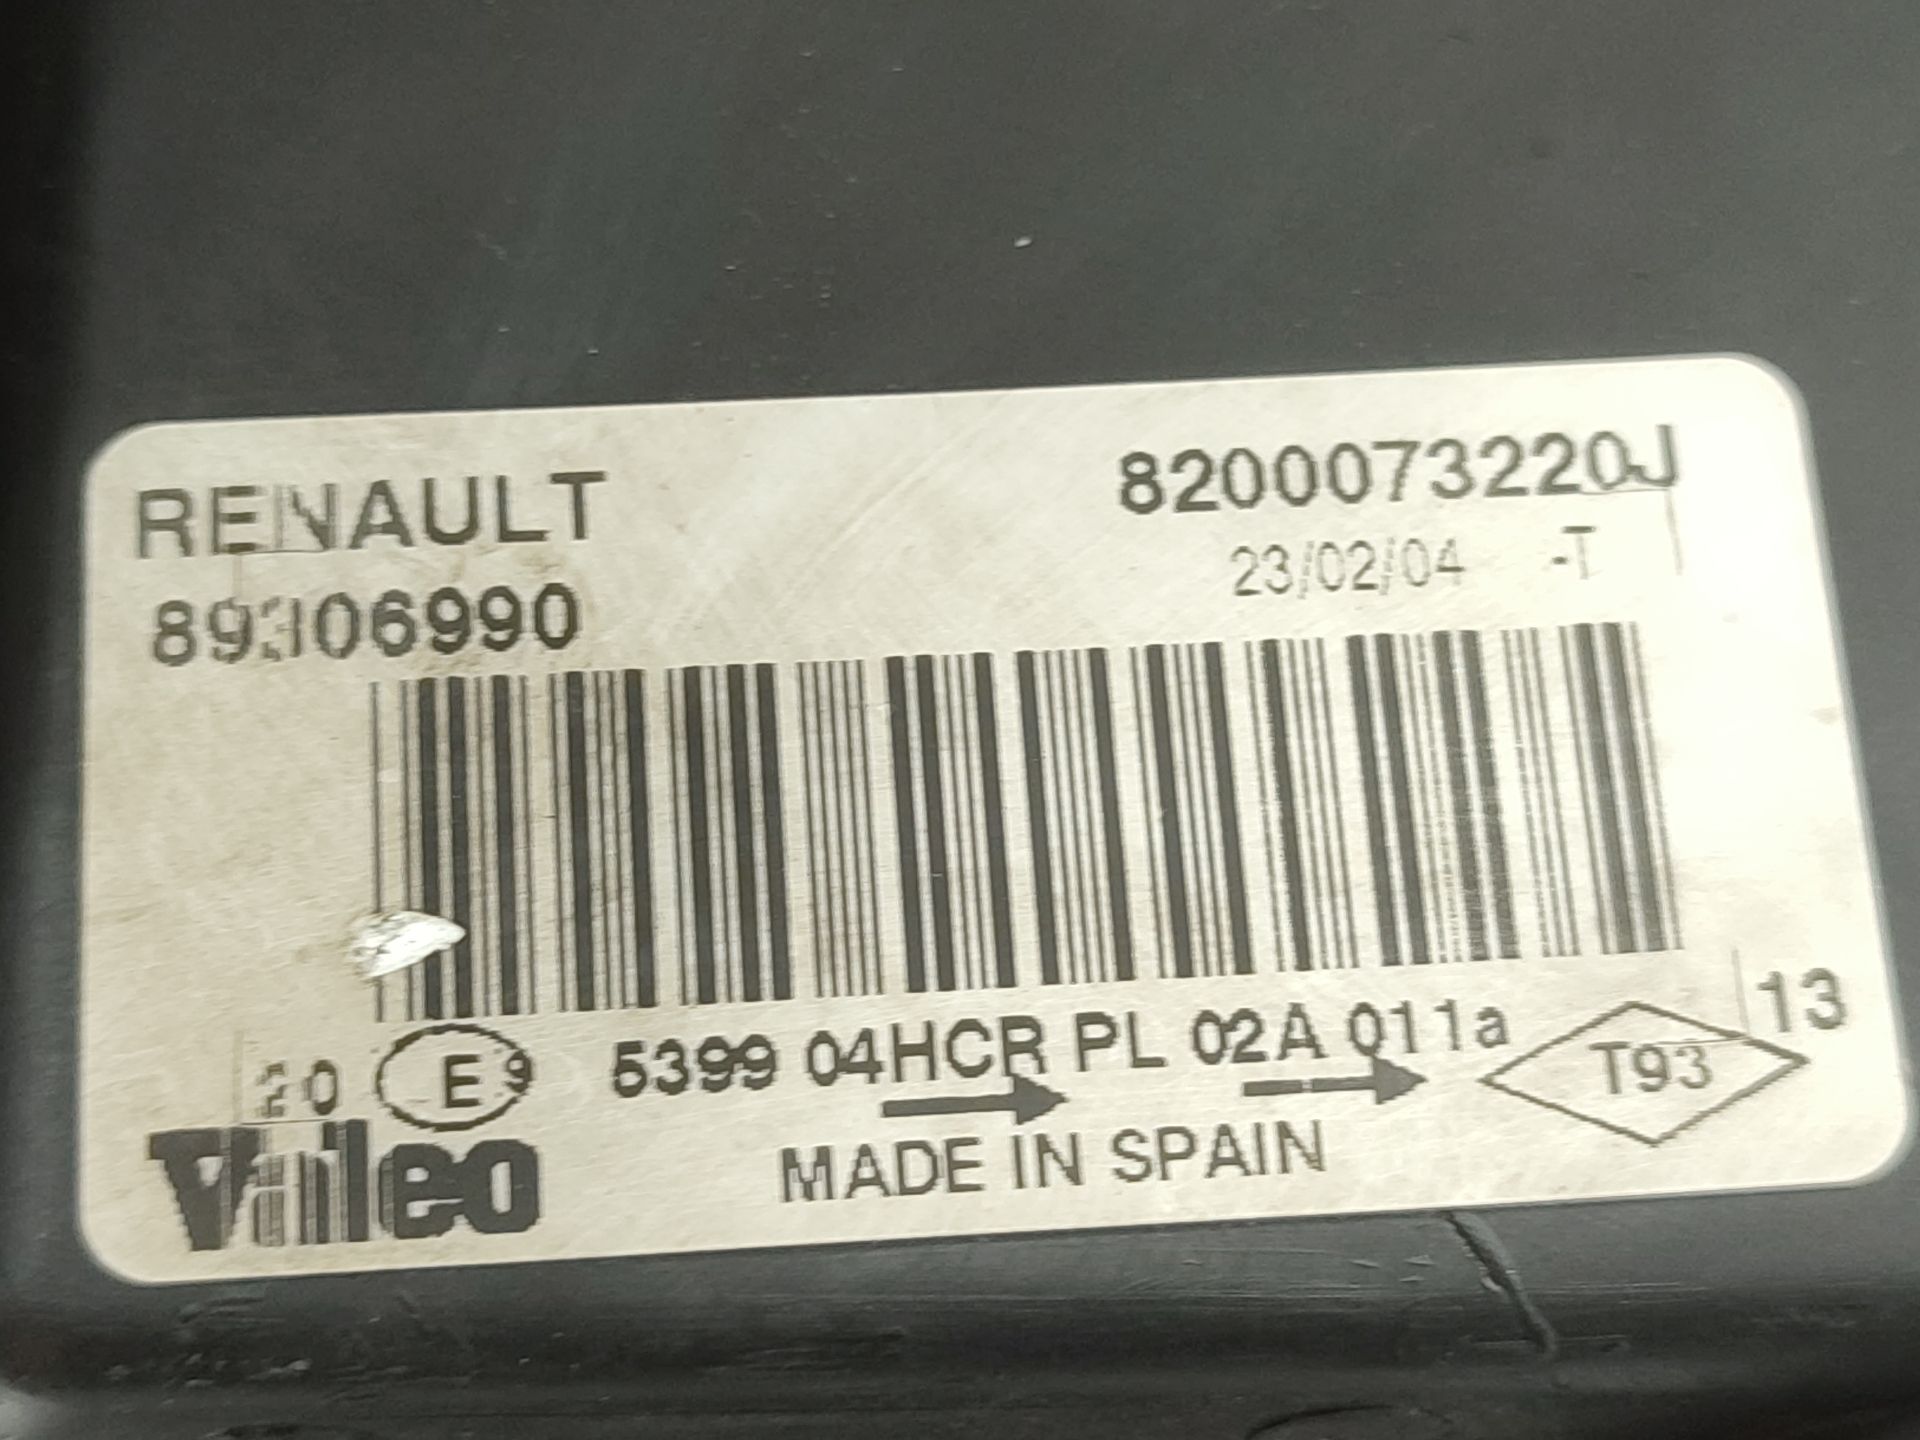 RENAULT 8200073220J
23/02/04 -T
89306990
20 E9 5399 04HCR PL 02A 011a T93 13
Valeo MADE IN SPAIN